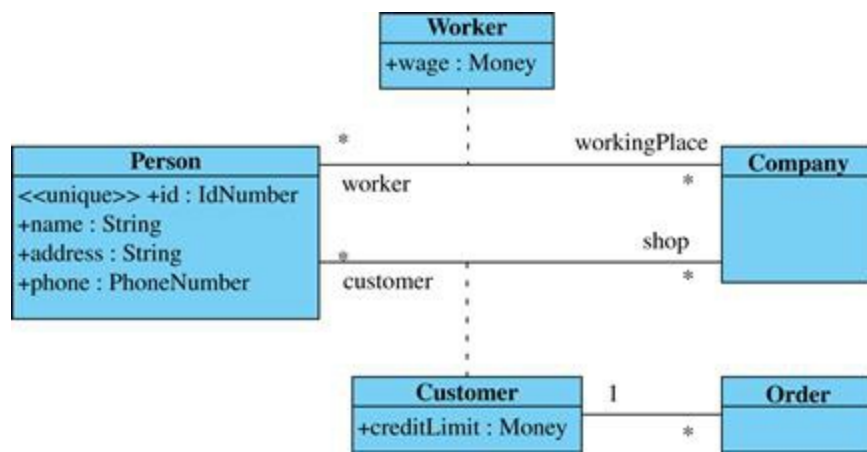 Worker
+wage : Money
*
workingPlace
Person
Company
<<unique>> +id : IdNumber
worker
*
+name : String
+address : String
*
shop
+phone : PhoneNumber
customer
*
Customer
1
Order
+creditLimit : Money
*